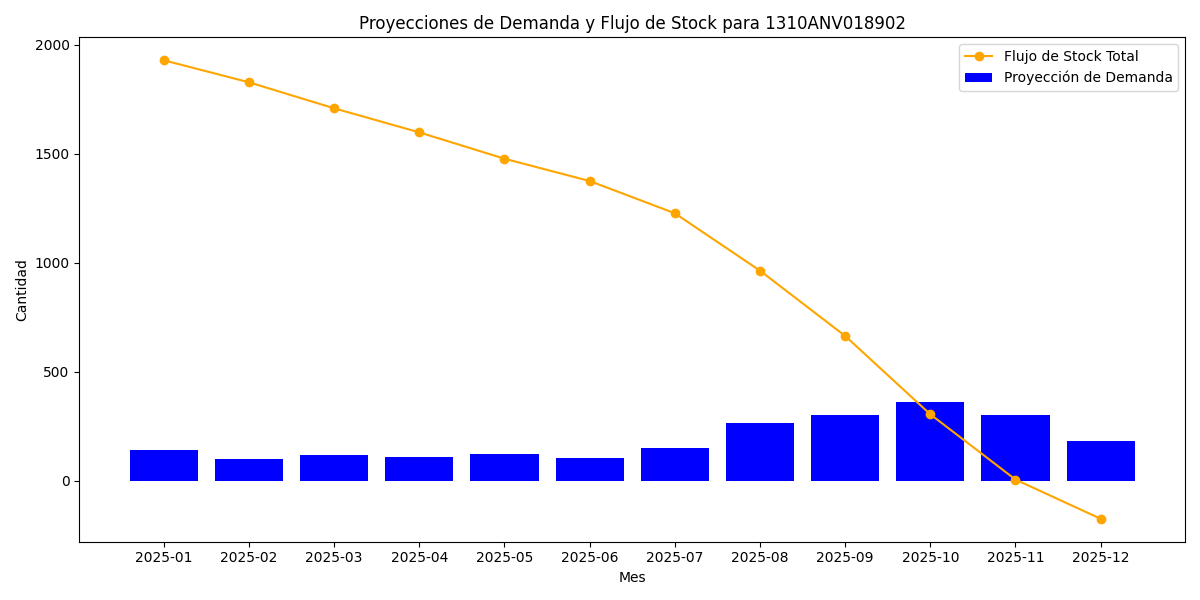 Proyecciones de Demanda y Flujo de Stock para 1310ANV018902
Flujo de Stock Total
Proyección de Demanda
Cantidad
2000
1500
1000
500
0
2025-01 2025-02 2025-03 2025-04 2025-05 2025-06 2025-07 2025-08 2025-09 2025-10 2025-11 2025-12
Mes